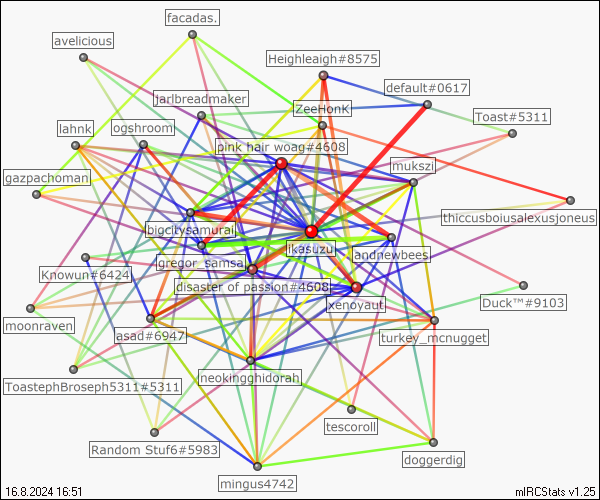 facadas.
avelicious
Heighleaigh#8575
default#0617
jarlbreadmaker
ZeeHonK
Toast#5311
lahnk
ogshroom
pink hair woag#4608
mukszi
gazpachoman
thiccusboiusalexusjoneus
bigcitysamurai
likasuzu
andrewbees
gregor_samsa
Knowun#6424
disaster of passion#4608
xenoyaut
Duck™#9103
moonraven
asad#6947
turkey_mcnugget
ToastephBroseph5311#5311
neokingghidorah
tescoroll
Random Stuf6#5983
doggerdig
mingus4742
16.8.2024 16:51
mIRCStats v1.25